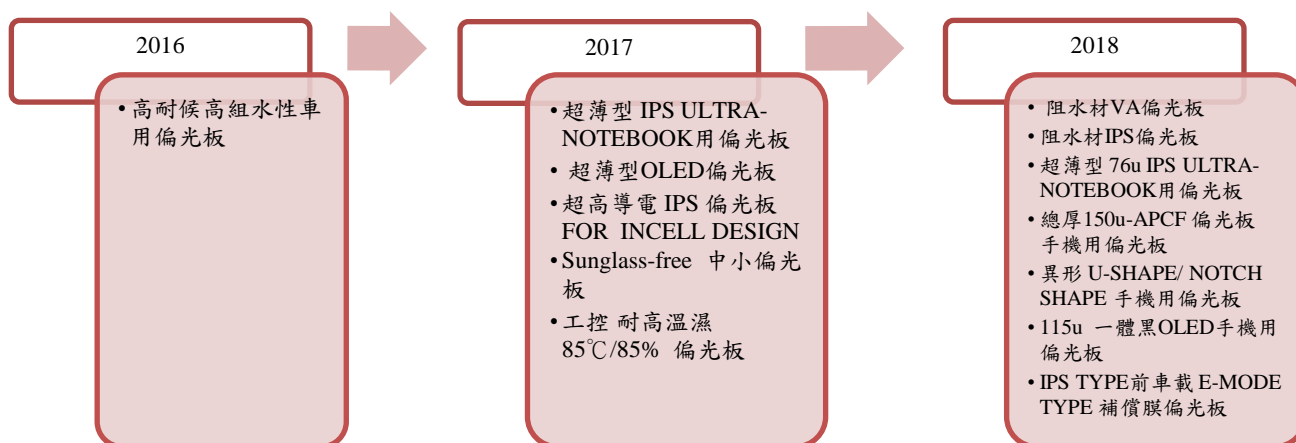 2016
• 高耐候高組水性車
用偏光板
2017
• 超薄型 IPS ULTRA-
NOTEBOOK用偏光板
• 超薄型OLED偏光板
• 超高導電 IPS 偏光板
FOR INCELL DESIGN
• Sunglass-free 中小偏光
板
• 工控 耐高溫濕
85℃/85% 偏光板
2018
• 阻水材VA偏光板
• 阻水材IPS偏光板
• 超薄型 76u IPS ULTRA-
NOTEBOOK用偏光板
• 總厚150u-APCF 偏光板
手機用偏光板
• 異形 U-SHAPE/ NOTCH
SHAPE 手機用偏光板
• 115u 一體黑OLED手機用
偏光板
• IPS TYPE前車載 E-MODE
TYPE 補償膜偏光板